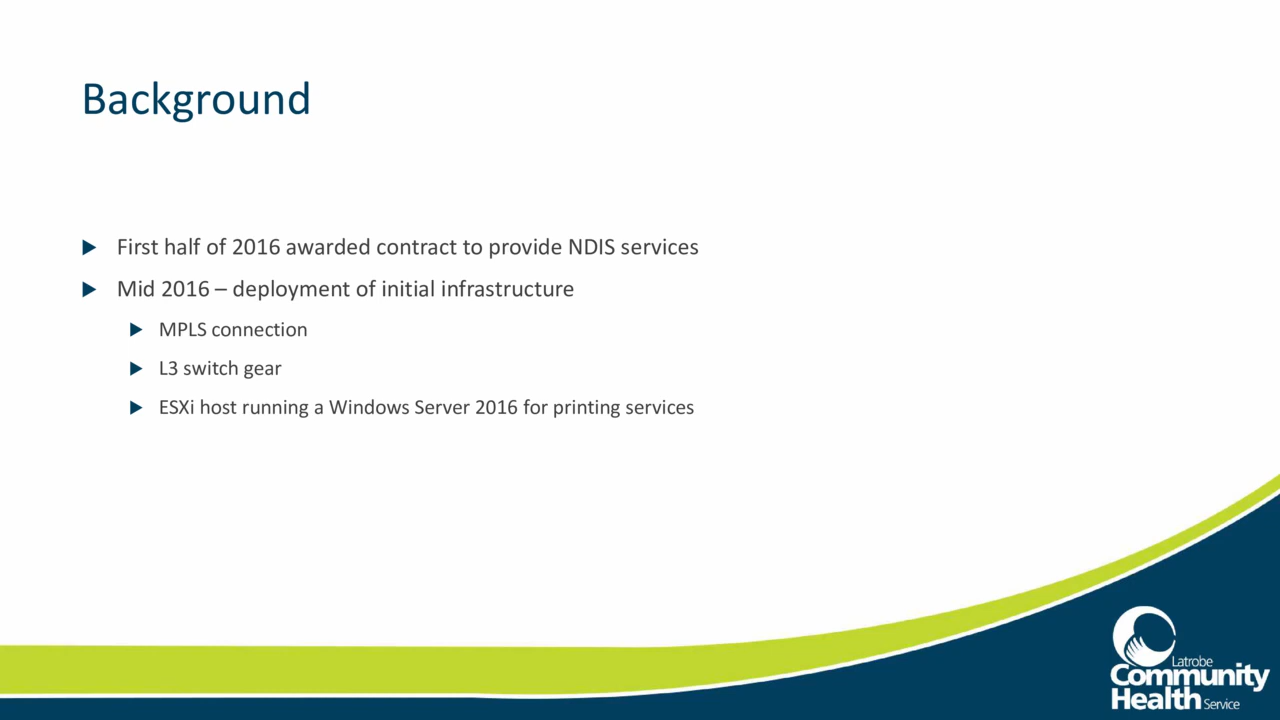 Background
First half of 2016 awarded contract to provide NDIS services
Mid 2016 – deployment of initial infrastructure
MPLS connection
L3 switch gear
ESXi host running a Windows Server 2016 for printing services
Latrobe
Community
Health Service